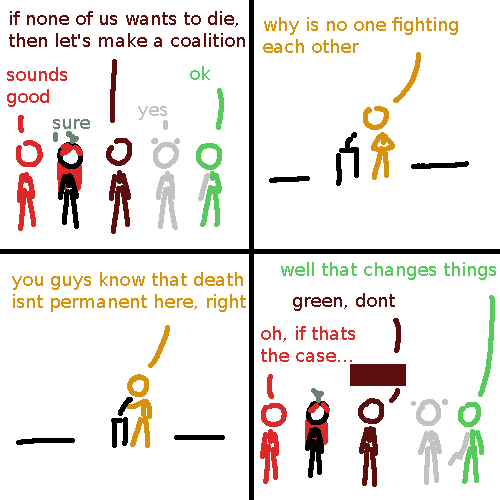 if none of us wants to die,
then let's make a coalition
sounds
good
sure
yes
ok
why is no one fighting
each other
you guys know that death
isnt permanent here, right
well that changes things
green, dont
oh, if thats
the case...